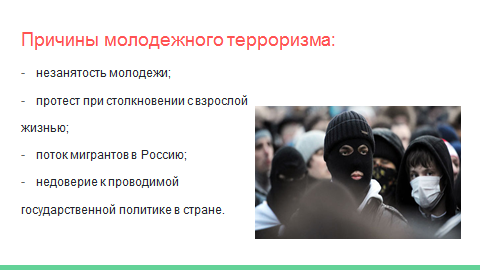 Причины молодежного терроризма:
- незанятость молодежи;
- протест при столкновении с взрослой
жизнью;
- поток мигрантов в Россию;
- недоверие к проводимой
государственной политике в стране.